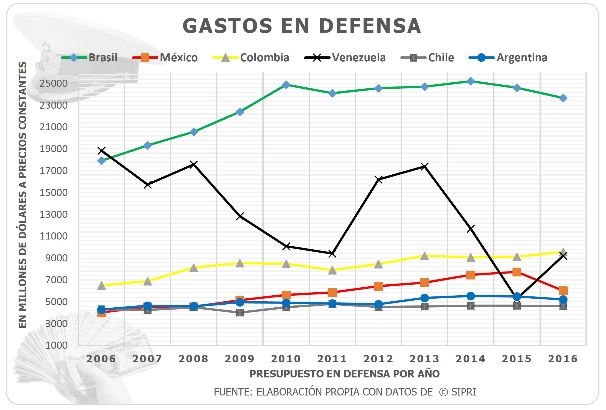 GASTOS EN DEFENSA
Brasil México Colombia Venezuela Chile Argentina
EN MILLONES DE DÓLARES A PRECIOS CONSTANTES
25000
23000
21000
19000
17000
15000
13000
11000
9000
7000
5000
3000
1000
2006 2007 2008 2009 2010 2011 2012 2013 2014 2015 2016
PRESUPUESTO EN DEFENSA POR AÑO
FUENTE: ELABORACIÓN PROPIA CON DATOS DE © SIPRI